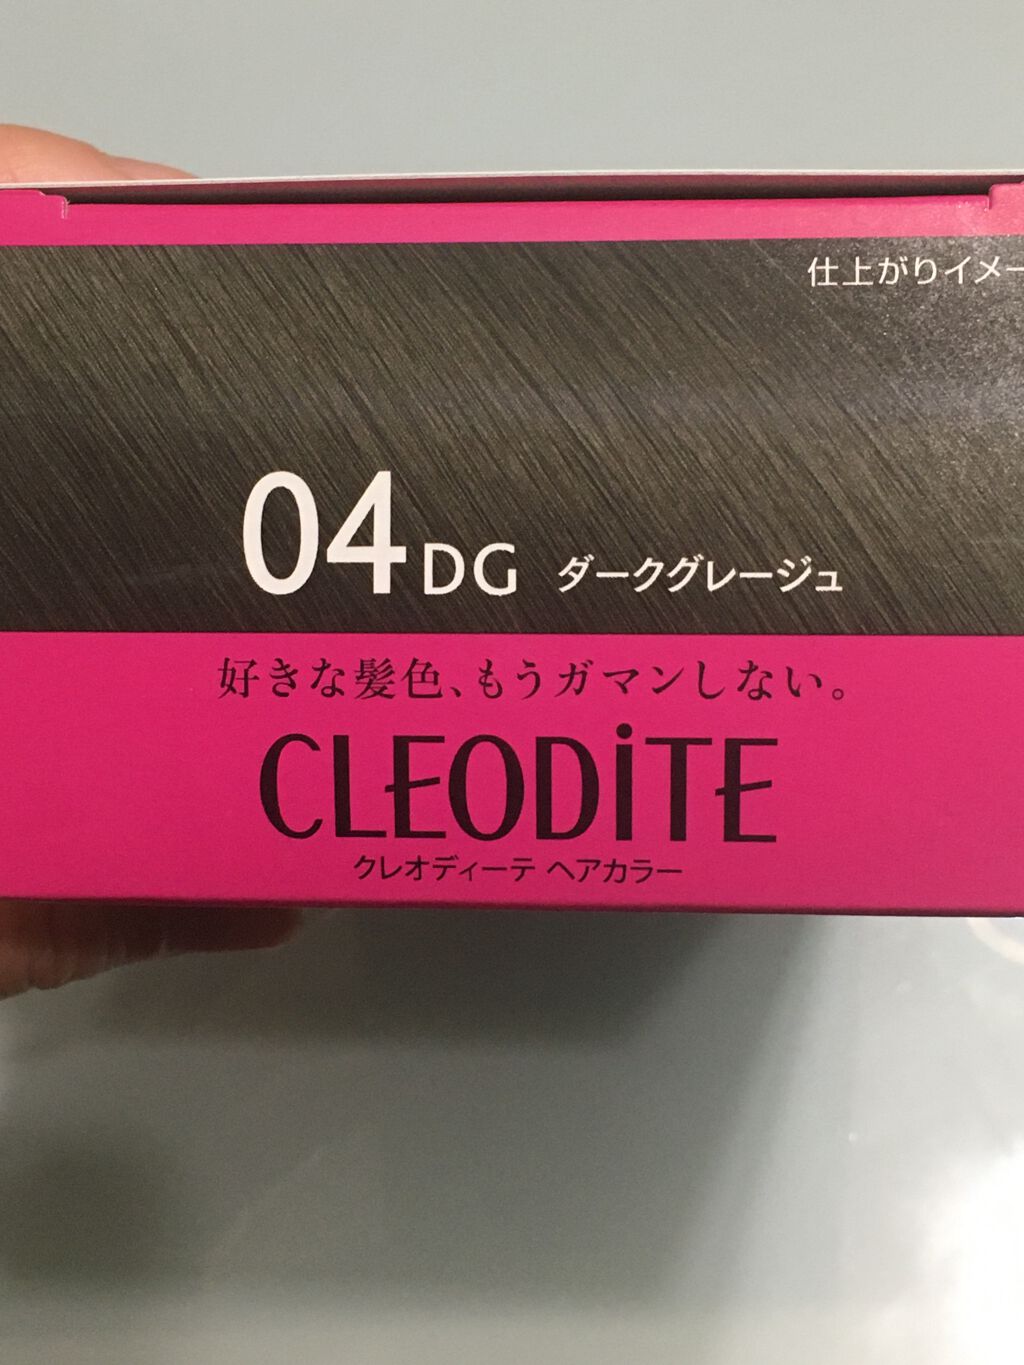 仕上がりイメー
04DG ダークグレージュ
好きな髪色、もうガマンしない。
CLEODiTE
クレオディーテ ヘアカラー